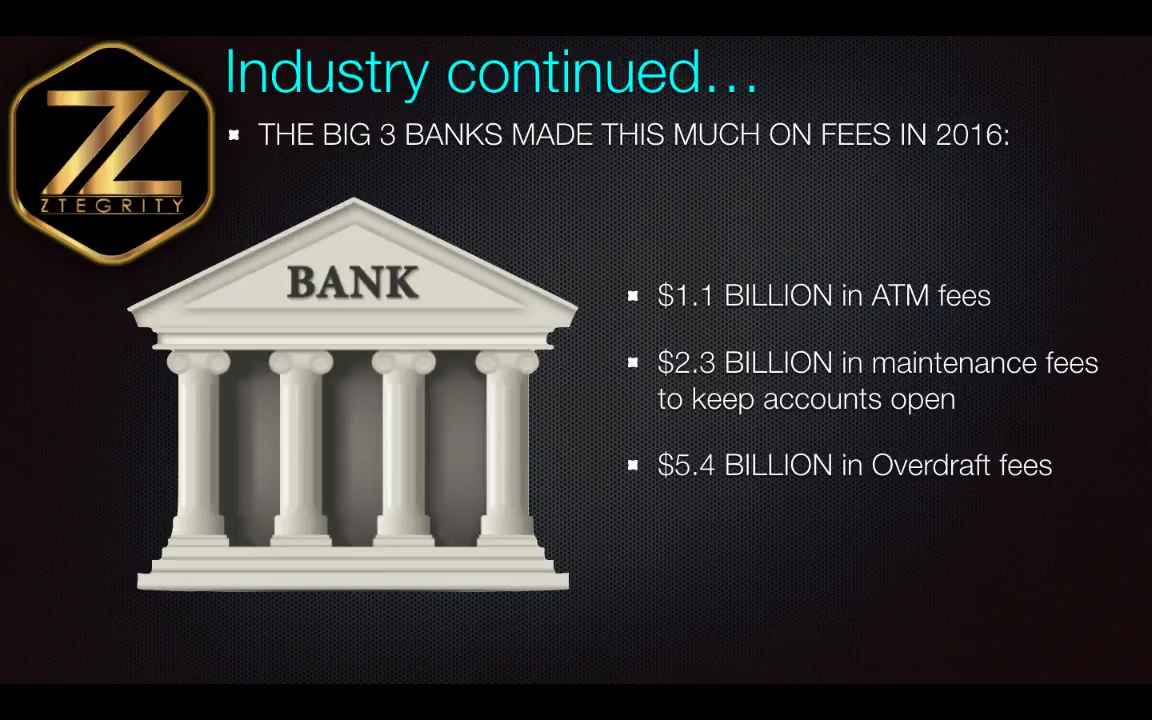 Industry continued...
THE BIG 3 BANKS MADE THIS MUCH ON FEES IN 2016:
ZTEGRITY
BANK
$1.1 BILLION in ATM fees
$2.3 BILLION in maintenance fees
to keep accounts open
$5.4 BILLION in Overdraft fees